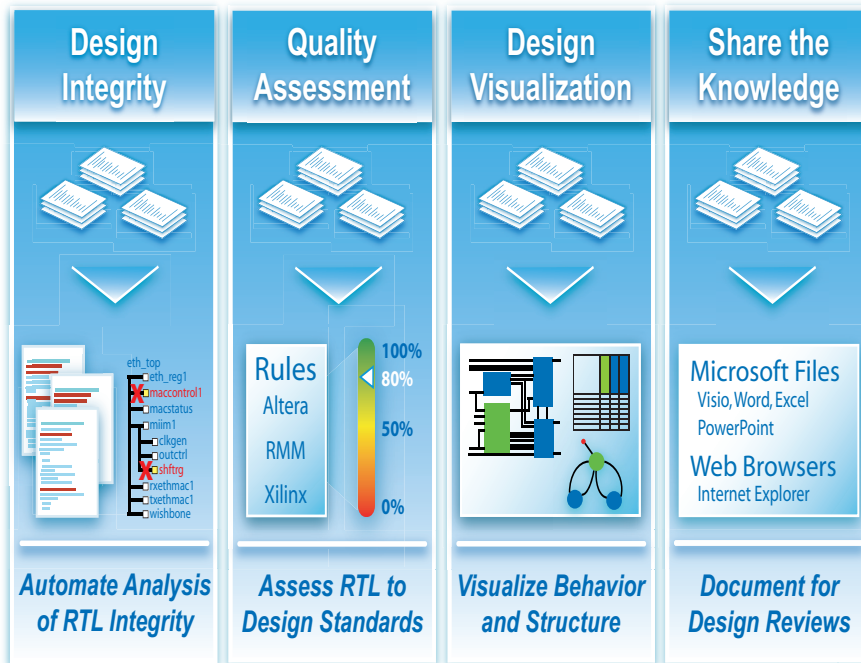 Design
Integrity
eth_top
eth_reg1
maccontrol1
macstatus
miim1
clkgen
outctrl
shftrg
rxethmac1
txethmac1
wishbone
Automate Analysis
of RTL Integrity
Quality
Assessment
Rules
Altera
RMM
Xilinx
100%
80%
50%
0%
Assess RTL to
Design Standards
Design
Visualization
Visualize Behavior
and Structure
Share the
Knowledge
Microsoft Files
Visio, Word, Excel
PowerPoint
Web Browsers
Internet Explorer
Document for
Design Reviews